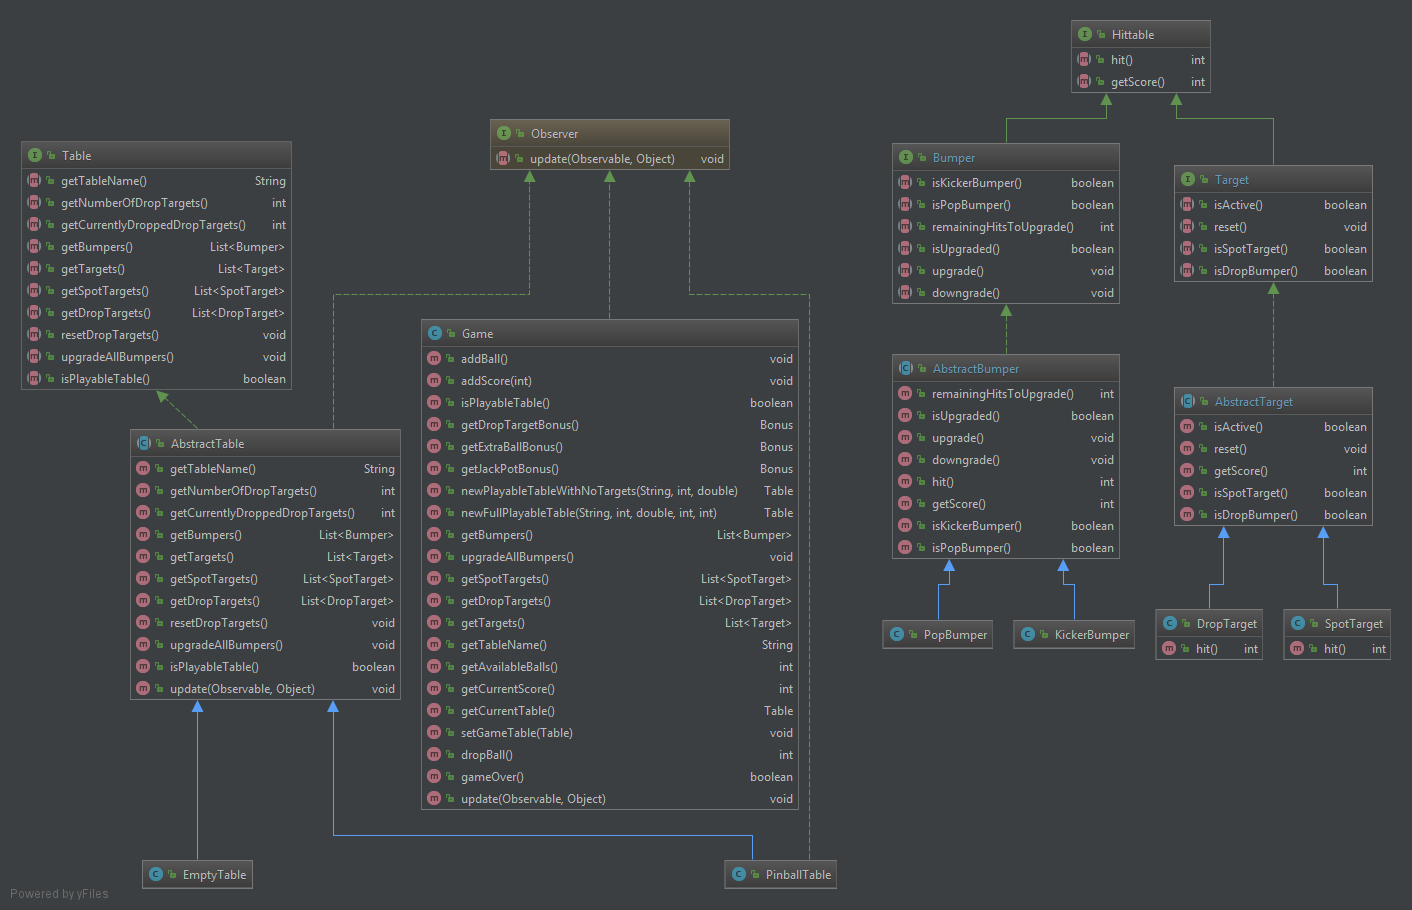 Table
getTableName() String
getNumberOfDropTargets() int
getCurrentlyDroppedDropTargets() int
getBumpers() List<Bumper>
getTargets() List<Target>
getSpotTargets() List<SpotTarget>
getDropTargets() List<DropTarget>
resetDropTargets() void
upgradeAllBumpers() void
isPlayableTable() boolean
AbstractTable
getTableName() String
getNumberOfDropTargets() int
getCurrentlyDroppedDropTargets() int
getBumpers() List<Bumper>
getTargets() List<Target>
getSpotTargets() List<SpotTarget>
getDropTargets() List<DropTarget>
resetDropTargets() void
upgradeAllBumpers() void
isPlayableTable() boolean
update(Observable, Object) void
EmptyTable
Observer
update(Observable, Object) void
Game
addBall() void
addScore(int) void
isPlayableTable() boolean
getDropTargetBonus() Bonus
getExtraBallBonus() Bonus
getJackPotBonus() Bonus
newPlayableTableWithNoTargets(String, int, double) Table
newFullPlayableTable(String, int, double, int, int) Table
getBumpers() List<Bumper>
upgradeAllBumpers() void
getSpotTargets() List<SpotTarget>
getDropTargets() List<DropTarget>
getTargets() List<Target>
getTableName() String
getAvailableBalls() int
getCurrentScore() int
getCurrentTable() Table
setGameTable(Table) void
dropBall() int
gameOver() boolean
update(Observable, Object) void
PinballTable
Hittable
hit() int
getScore() int
Bumper
isKickerBumper() boolean
isPopBumper() boolean
remainingHitsToUpgrade() int
isUpgraded() boolean
upgrade() void
downgrade() void
AbstractBumper
remainingHitsToUpgrade() int
isUpgraded() boolean
upgrade() void
downgrade() void
hit() int
getScore() int
isKickerBumper() boolean
isPopBumper() boolean
PopBumper
KickerBumper
Target
isActive() boolean
reset() void
isSpotTarget() boolean
isDropBumper() boolean
AbstractTarget
isActive() boolean
reset() void
getScore() int
isSpotTarget() boolean
isDropBumper() boolean
DropTarget
hit() int
SpotTarget
hit() int
Powered by yFiles